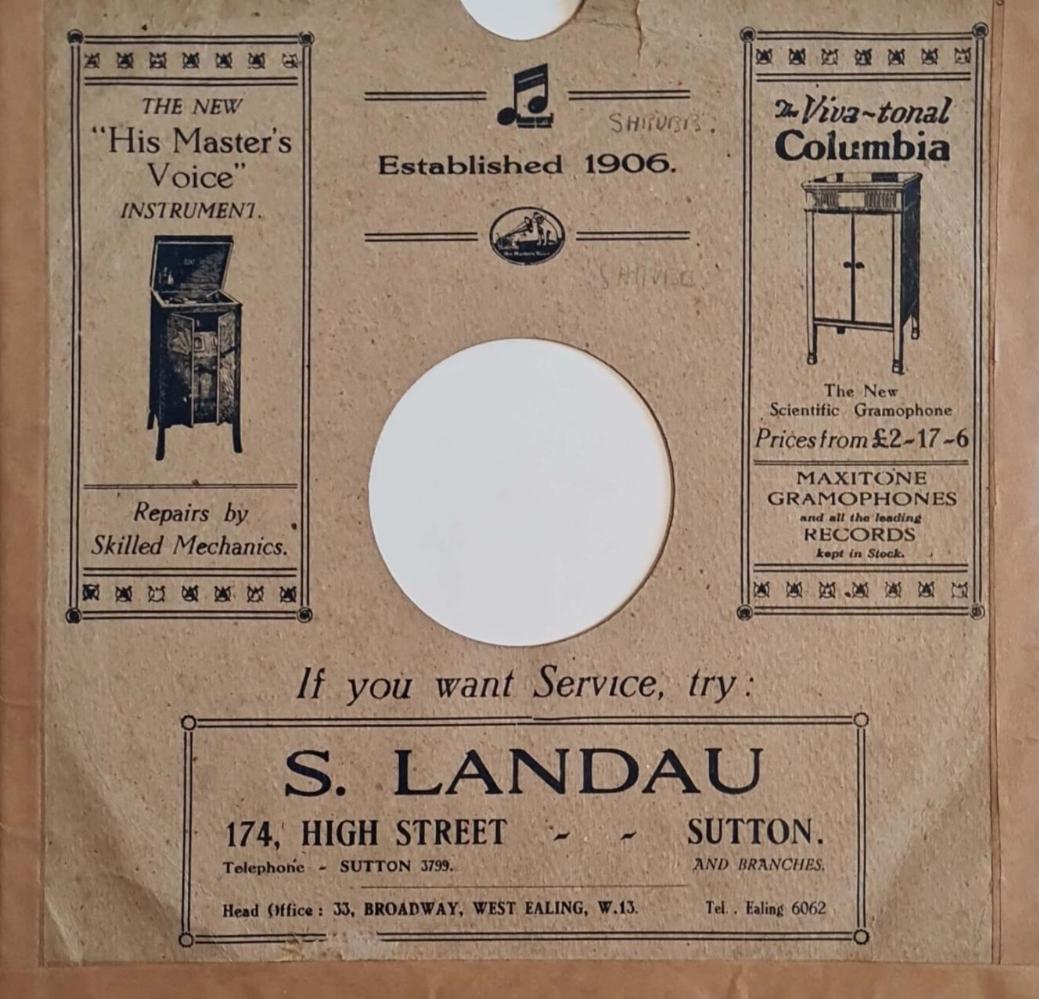 THE NEW
"His Master's
Voice"
INSTRUMENT.
Repairs by
Skilled Mechanics.
Established 1906.
The Viva-tonal
Columbia
The New
Scientific Gramophone
Prices from £2-17-6
MAXITONE
GRAMOPHONES
and all the leading
RECORDS
kept in Stock.
If you want Service, try:
S. LANDAU
174, HIGH STREET - - SUTTON.
Telephone - SUTTON 3799. AND BRANCHES.
Head Office: 33, BROADWAY, WEST EALING, W.13. Tel. Ealing 6062